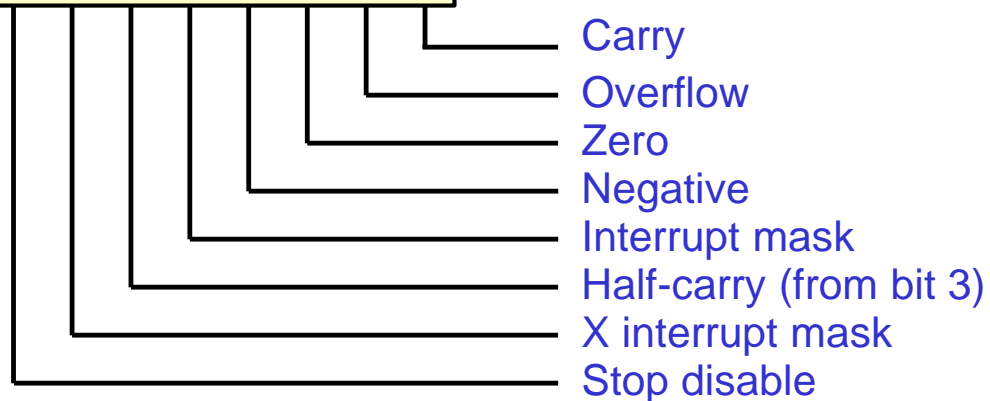 Carry
Overflow
Zero
Negative
Interrupt mask
Half-carry (from bit 3)
X interrupt mask
Stop disable